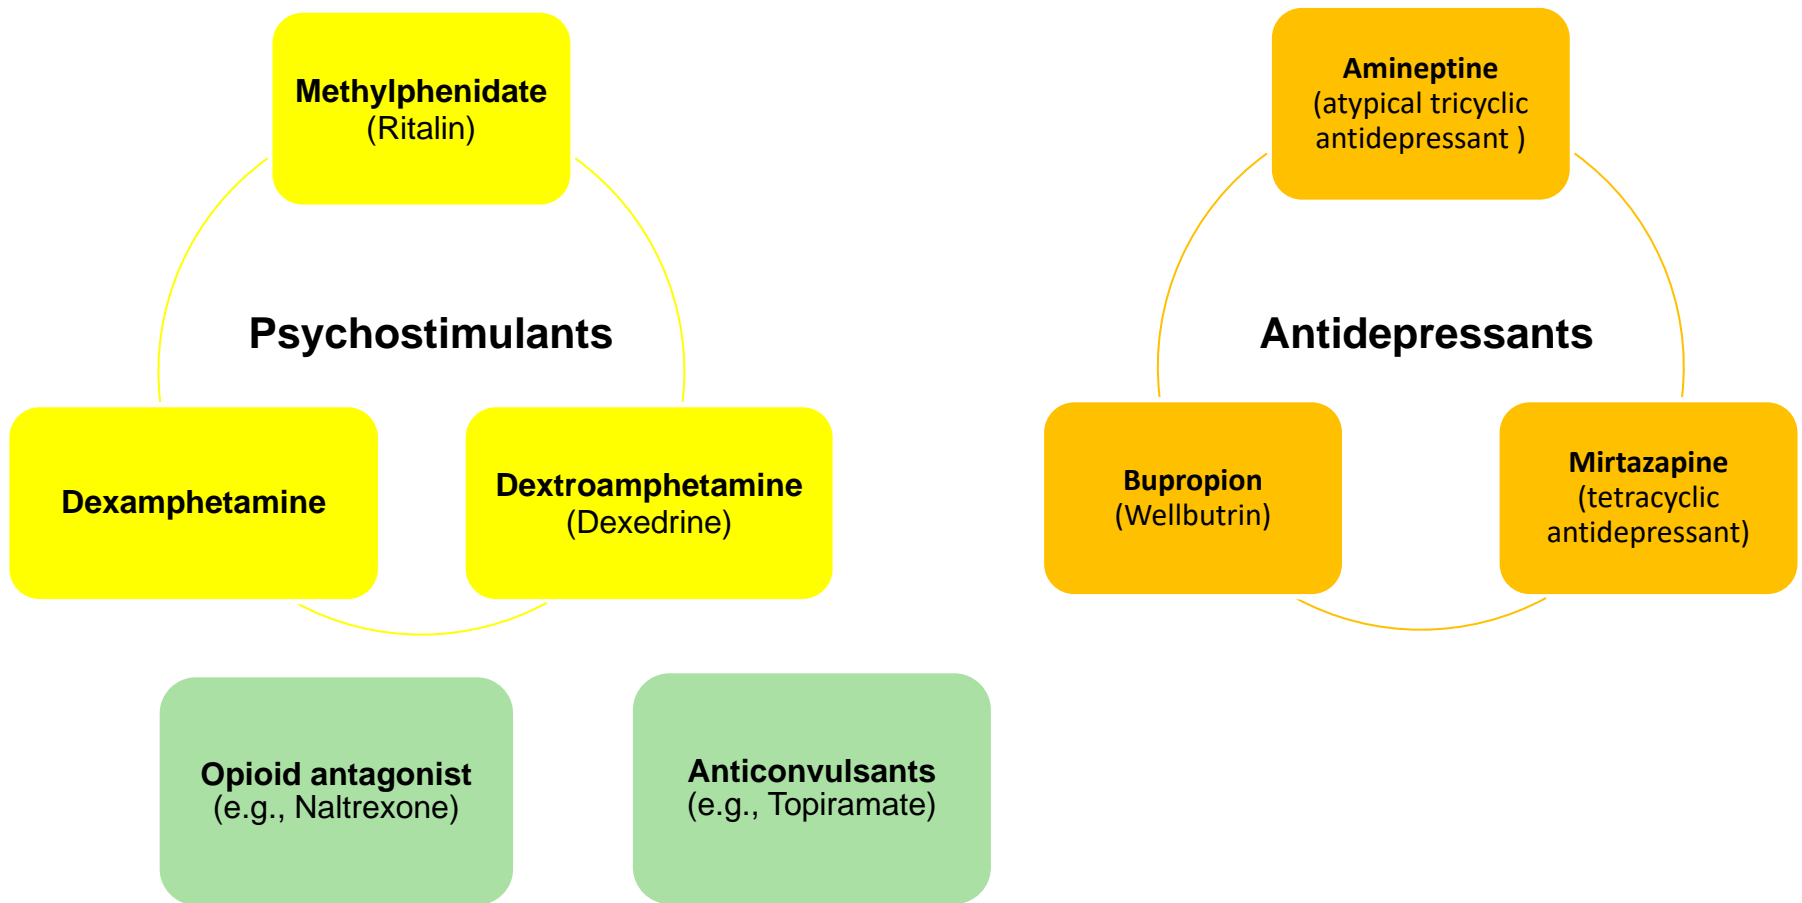 Methylphenidate
(Ritalin)
Psychostimulants
Dexamphetamine
Dextroamphetamine
(Dexedrine)
Amineptine
(atypical tricyclic
antidepressant )
Antidepressants
Bupropion
(Wellbutrin)
Mirtazapine
(tetracyclic
antidepressant)
Opioid antagonist
(e.g., Naltrexone)
Anticonvulsants
(e.g., Topiramate)